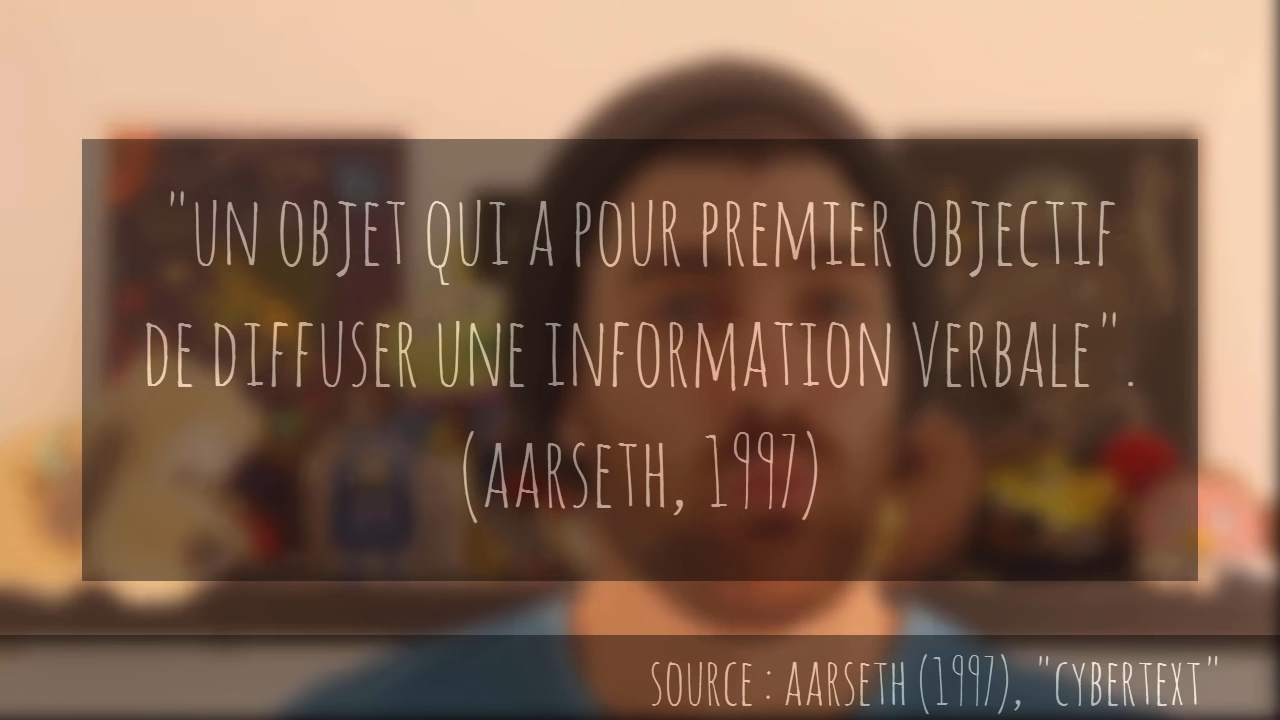 "UN OBJET QUI A POUR PREMIER OBJECTIF
DE DIFFUSER UNE INFORMATION VERBALE".
(AARSETH, 1997)
SOURCE : AARSETH (1997), "CYBERTEXT"